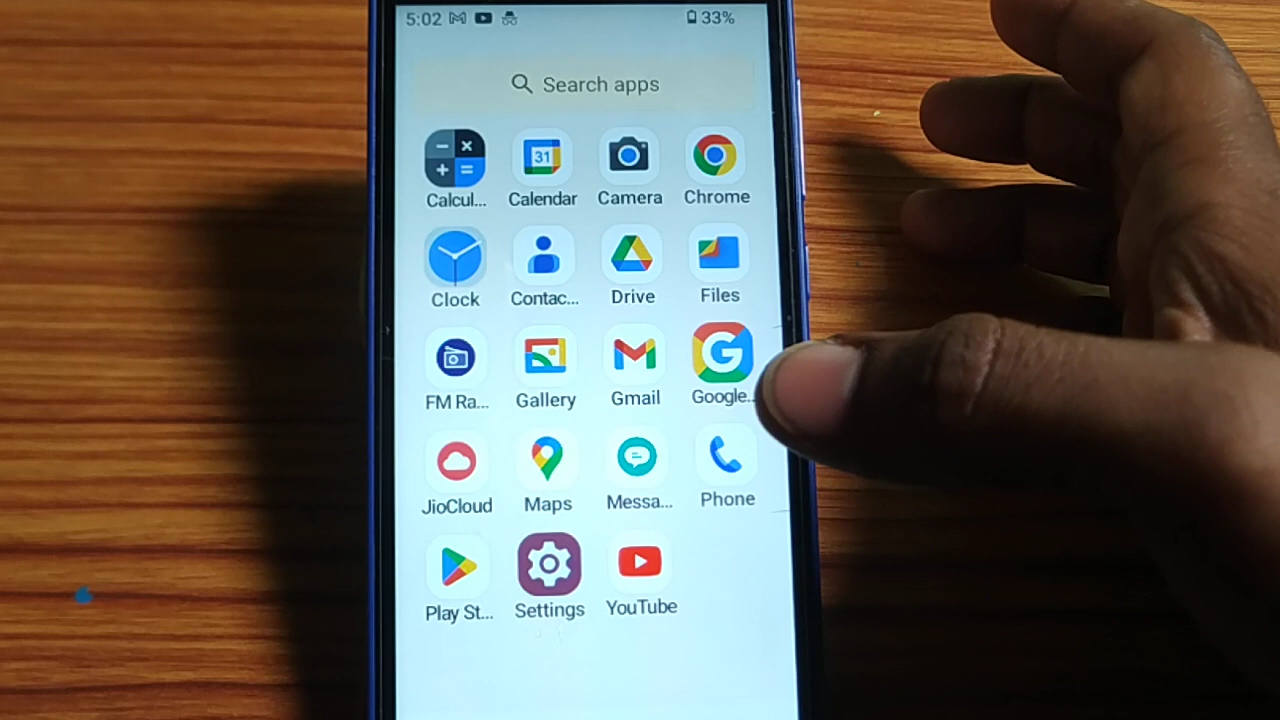 5:02 33%
Search apps
Calcul... Calendar Camera Chrome
31
Clock Contac... Drive Files
FM Ra... Gallery Gmail Google..
JioCloud Maps Messa... Phone
Play St... Settings YouTube